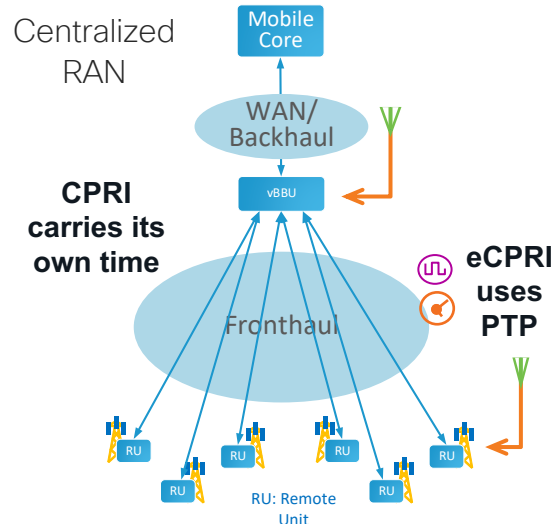 Centralized
RAN
Mobile
Core
WAN/
Backhaul
vBBU
CPRI
carries its
own time
eCPRI
uses
PTP
Fronthaul
RU
RU
RU
RU
RU
RU
RU: Remote
Unit